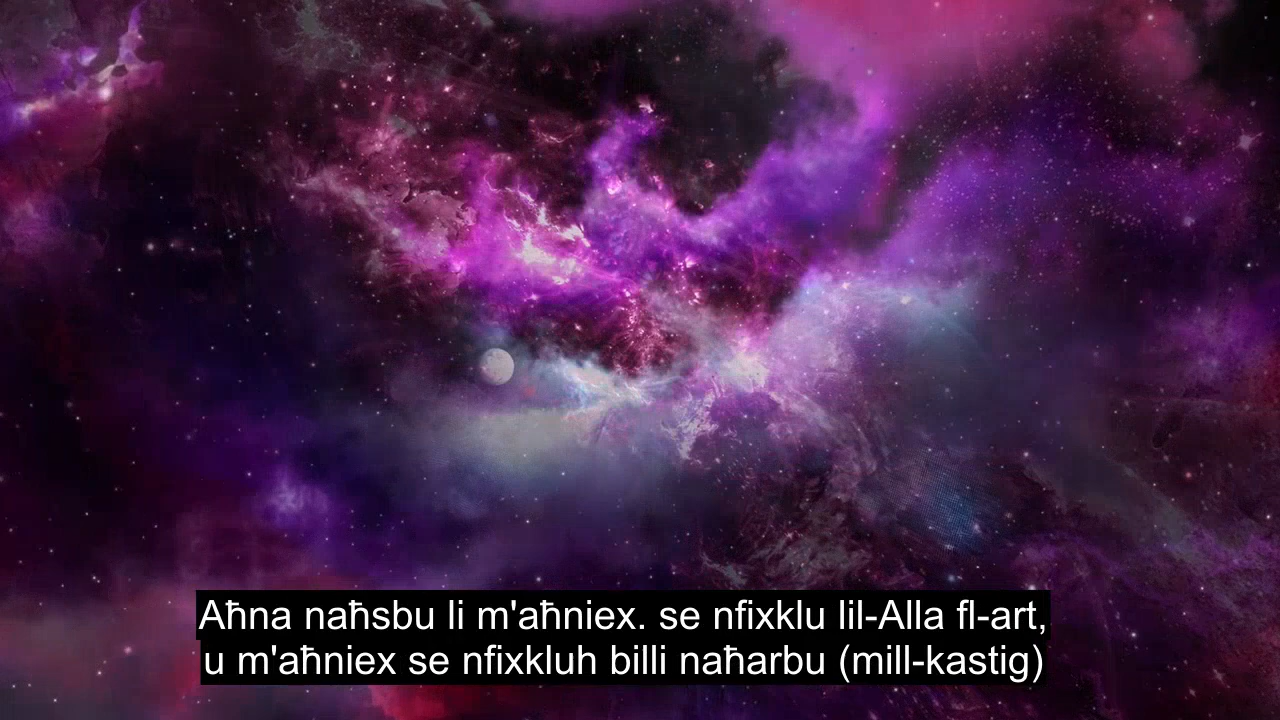 Aħna naħsbu li m'aħniex. se nfixklu lil-Alla fl-art,
u m'aħniex se nfixkluh billi naħarbu (mill-kastig)